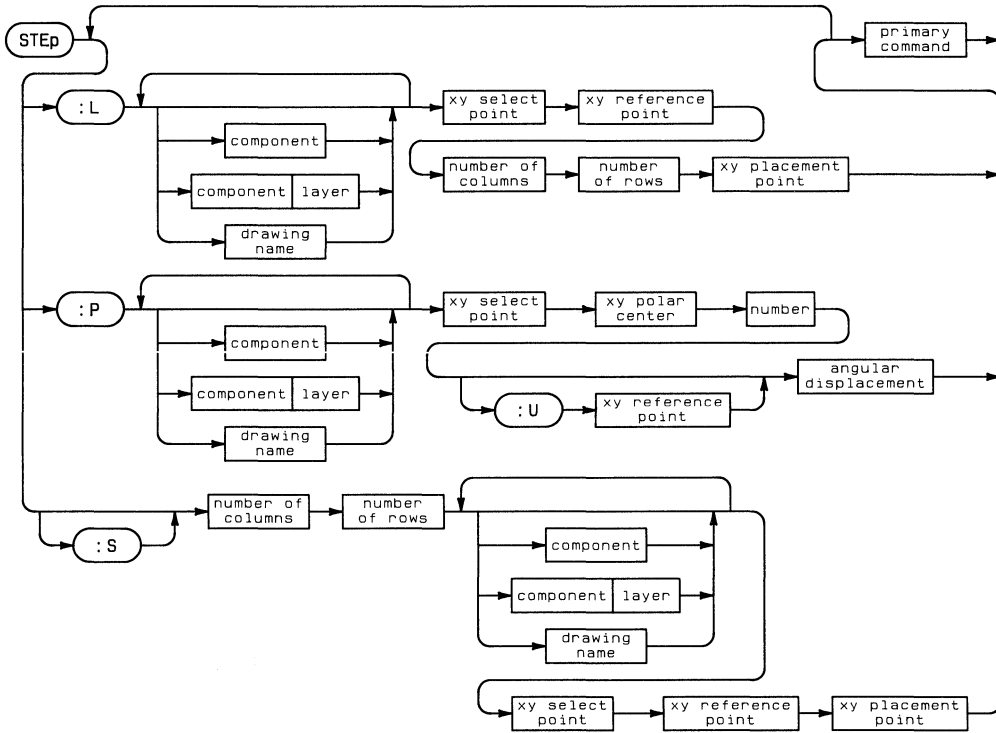 STEp
primary
command
:L
xy select
point
xy reference
point
component
number of
columns
number
of rows
xy placement
point
component layer
drawing
name
:P
xy select
point
xy polar
center
number
component
component layer
angular
displacement
:U
xy reference
point
drawing
name
number of
columns
number
of rows
:S
component
component layer
drawing
name
xy select
point
xy reference
point
xy placement
point